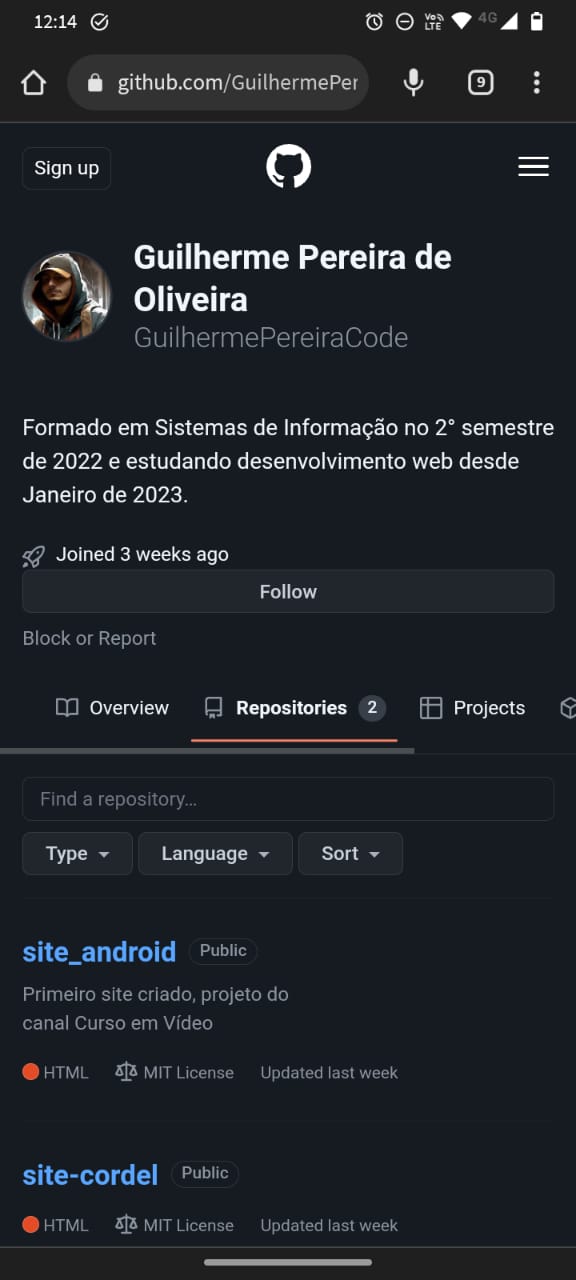 12:14
Vo))
LTE
4G
github.com/GuilhermePer
9
Sign up
Guilherme Pereira de
Oliveira
GuilhermePereiraCode
Formado em Sistemas de Informação no 2° semestre
de 2022 e estudando desenvolvimento web desde
Janeiro de 2023.
Joined 3 weeks ago
Follow
Block or Report
Overview Repositories 2 Projects
Find a repository…
Type Language Sort
site_android Public
Primeiro site criado, projeto do
canal Curso em Vídeo
HTML MIT License Updated last week
site-cordel Public
HTML MIT License Updated last week